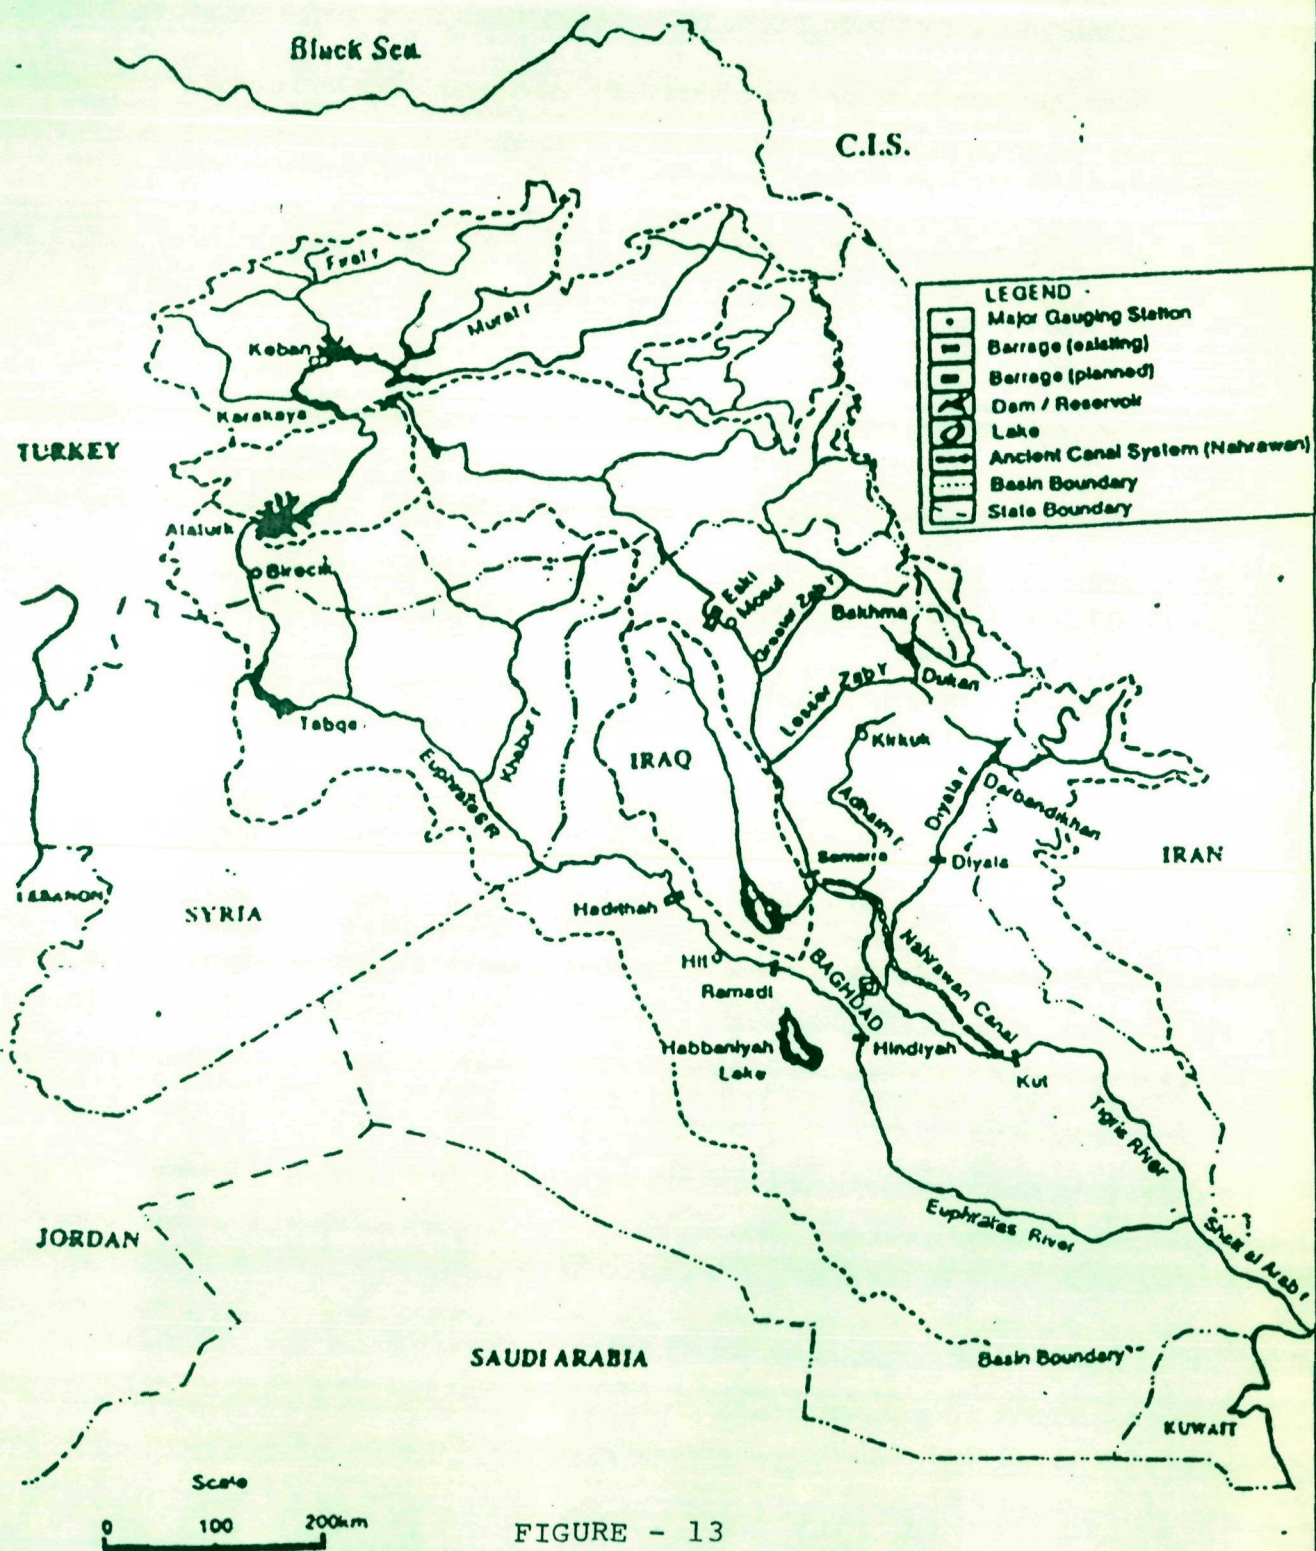 Black Sea
C.I.S.
LEGEND
Major Gauging Station
Barrage (existing)
Barrage (planned)
Dam / Reservoir
Lake
Ancient Canal System (Nahrawan)
Basin Boundary
State Boundary
Firat r
Murat r
Keban
Karakaya
TURKEY
Ataturk
Birecik
Eski
Mosul
Greater Zab r
Bakhma
Lesser Zab r
Dukan
Tabqa
Khabur r
Euphrates R
IRAQ
Kirkuk
Adhaim r
Diyala r
Darbandikhan
IRAN
Samarra
Diyala
LEBANON
SYRIA
Hadithah
Hit
Ramadi
BAGHDAD
Nahrawan Canal
Habbaniyah
Lake
Hindiyah
Kut
Tigris River
Euphrates River
Shatt al Arab r
JORDAN
SAUDI ARABIA
Basin Boundary
KUWAIT
Scale
0 100 200km
FIGURE - 13